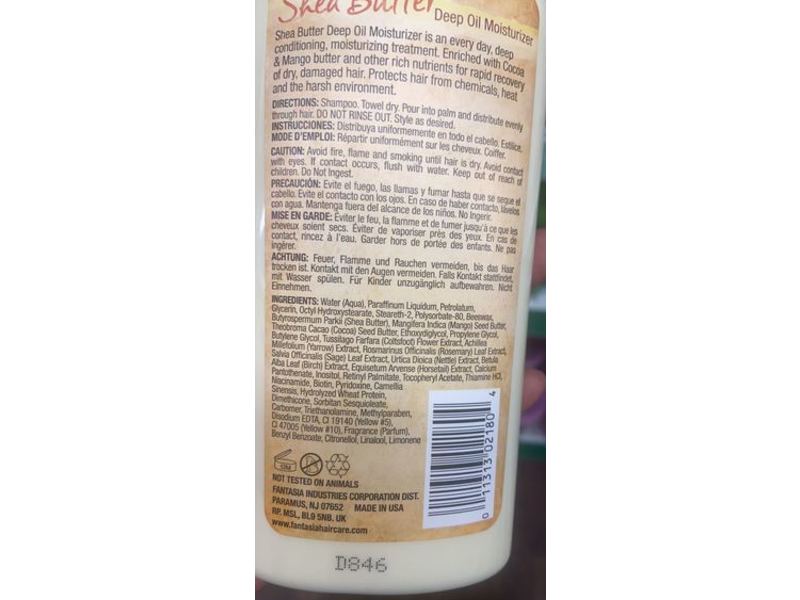 Shea Butter Deep Oil Moisturizer
Shea Butter Deep Oil Moisturizer is an every day, deep
conditioning, moisturizing treatment. Enriched with Cocoa
& Mango butter and other rich nutrients for rapid recovery
of dry, damaged hair. Protects hair from chemicals, heat
and the harsh environment.
DIRECTIONS: Shampoo. Towel dry. Pour into palm and distribute evenly
through hair. DO NOT RINSE OUT. Style as desired.
INSTRUCCIONES: Distribuya uniformemente en todo el cabello. Estilice.
MODE D'EMPLOI: Répartir uniformément sur les cheveux. Coiffer.
CAUTION: Avoid fire, flame and smoking until hair is dry. Avoid contact
with eyes. If contact occurs, flush with water. Keep out of reach of
children. Do Not Ingest.
PRECAUCIÓN: Evite el fuego, las llamas y fumar hasta que se segue el
cabello. Evite el contacto con los ojos. En caso de haber contacto, lávelos
con agua. Mantenga fuera del alcance de los niños. No Ingerir.
MISE EN GARDE: Éviter le feu, la flamme et de fumer jusqu'à ce que les
cheveux soient secs. Éviter de vaporiser près des yeux. En cas de
contact, rincez à l'eau. Garder hors de portée des enfants. Ne pas
ingérer.
ACHTUNG: Feuer, Flamme und Rauchen vermeiden, bis das Haar
trocken ist. Kontakt mit den Augen vermeiden. Falls Kontakt stattfindet,
mit Wasser spülen. Für Kinder unzugänglich aufbewahren. Nicht
Einnehmen.
INGREDIENTS: Water (Aqua), Paraffinum Liquidum, Petrolatum,
Glycerin, Octyl Hydroxystearate, Steareth-2, Polysorbate-80, Beeswax,
Butyrospermum Parkii (Shea Butter), Mangifera Indica (Mango) Seed Butter,
Theobroma Cacao (Cocoa) Seed Butter, Ethoxydiglycol, Propylene Glycol,
Butylene Glycol, Tussilago Farfara (Coltsfoot) Flower Extract, Achillea
Millefolium (Yarrow) Extract, Rosmarinus Officinalis (Rosemary) Leaf Extract,
Salvia Officinalis (Sage) Leaf Extract, Urtica Dioica (Nettle) Extract, Betula
Alba Leaf (Birch) Extract, Equisetum Arvense (Horsetail) Extract, Calcium
Pantothenate, Inositol, Retinyl Palmitate, Tocopheryl Acetate, Thiamine HCl,
Niacinamide, Biotin, Pyridoxine, Camellia
Sinensis, Hydrolyzed Wheat Protein,
Dimethicone, Sorbitan Sesquioleate,
Carbomer, Triethanolamine, Methylparaben,
Disodium EDTA, CI 19140 (Yellow #5),
CI 47005 (Yellow #10), Fragrance (Parfum),
Benzyl Benzoate, Citronellol, Linalool, Limonene
0 11313 02180 4
NOT TESTED ON ANIMALS
FANTASIA INDUSTRIES CORPORATION DIST.
PARAMUS, NJ 07652 MADE IN USA
RP. MSL, BL9 5NB. UK
www.fantasiahaircare.com
D846